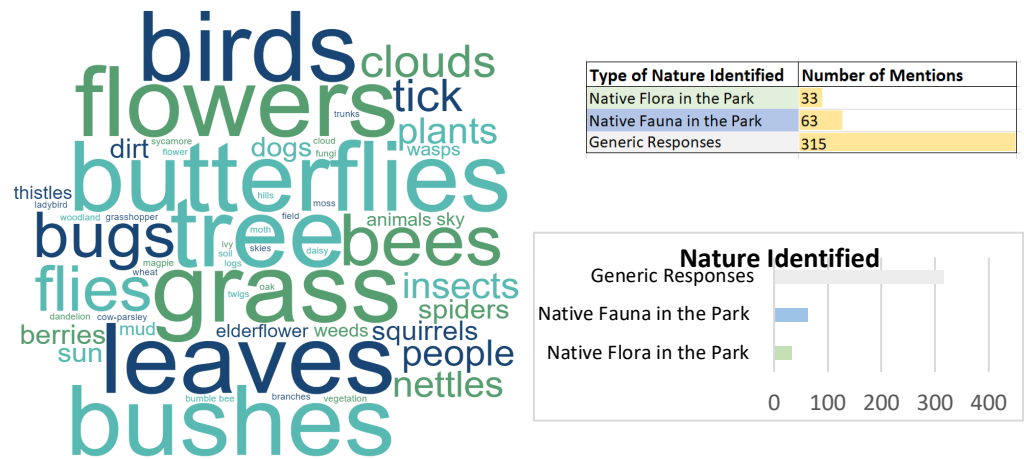 birds
clouds
flowers
tick
trunks
plants
dirt
sycamore
flower
dogs
cloud
fungi
wasps
butterflies
thistles
ladybird
hills
moss
woodland
grasshopper
field
animals
sky
bugs
tree
moth
bees
ivy
skies
daisy
soil
magpie
logs
wheat
flies
grass
oak
twigs
insects
spiders
dandelion
cow-parsley
berries
mud
elderflower
weeds
squirrels
sun
leaves
people
nettles
bumble bee
branches
vegetation
bushes
Type of Nature Identified Number of Mentions
Native Flora in the Park 33
Native Fauna in the Park 63
Generic Responses 315
Nature Identified
Generic Responses
Native Fauna in the Park
Native Flora in the Park
0 100 200 300 400